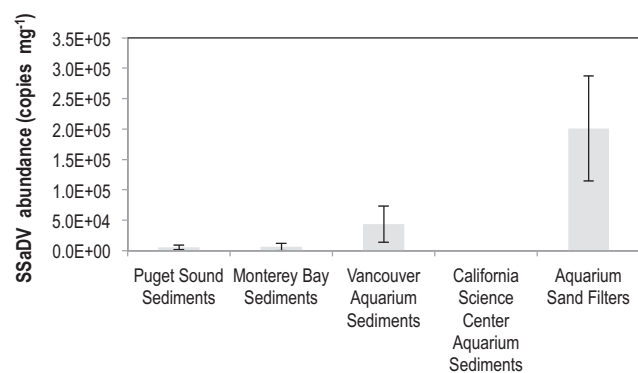 SSaDV abundance (copies mg⁻¹)
3.5E+05
3.0E+05
2.5E+05
2.0E+05
1.5E+05
1.0E+05
5.0E+04
0.0E+00
Puget Sound
Sediments
Monterey Bay
Sediments
Vancouver
Aquarium
Sediments
California
Science
Center
Aquarium
Sediments
Aquarium
Sand Filters